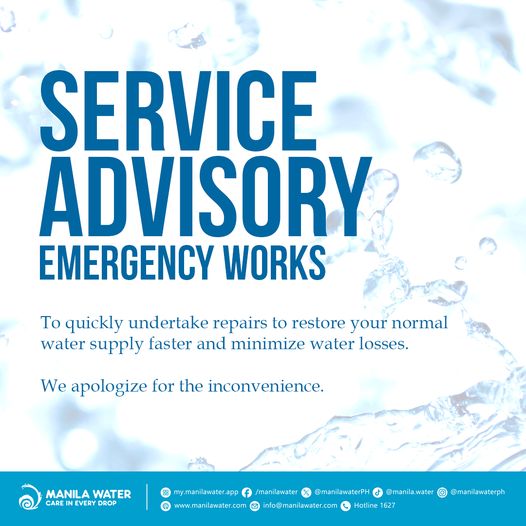 SERVICE
ADVISORY
EMERGENCY WORKS
To quickly undertake repairs to restore your normal
water supply faster and minimize water losses.
We apologize for the inconvenience.
MANILA WATER
CARE IN EVERY DROP
my.manilawater.app /manilawater @manilawaterPH @manila.water @manilawaterph
www.manilawater.com info@manilawater.com Hotline 1627